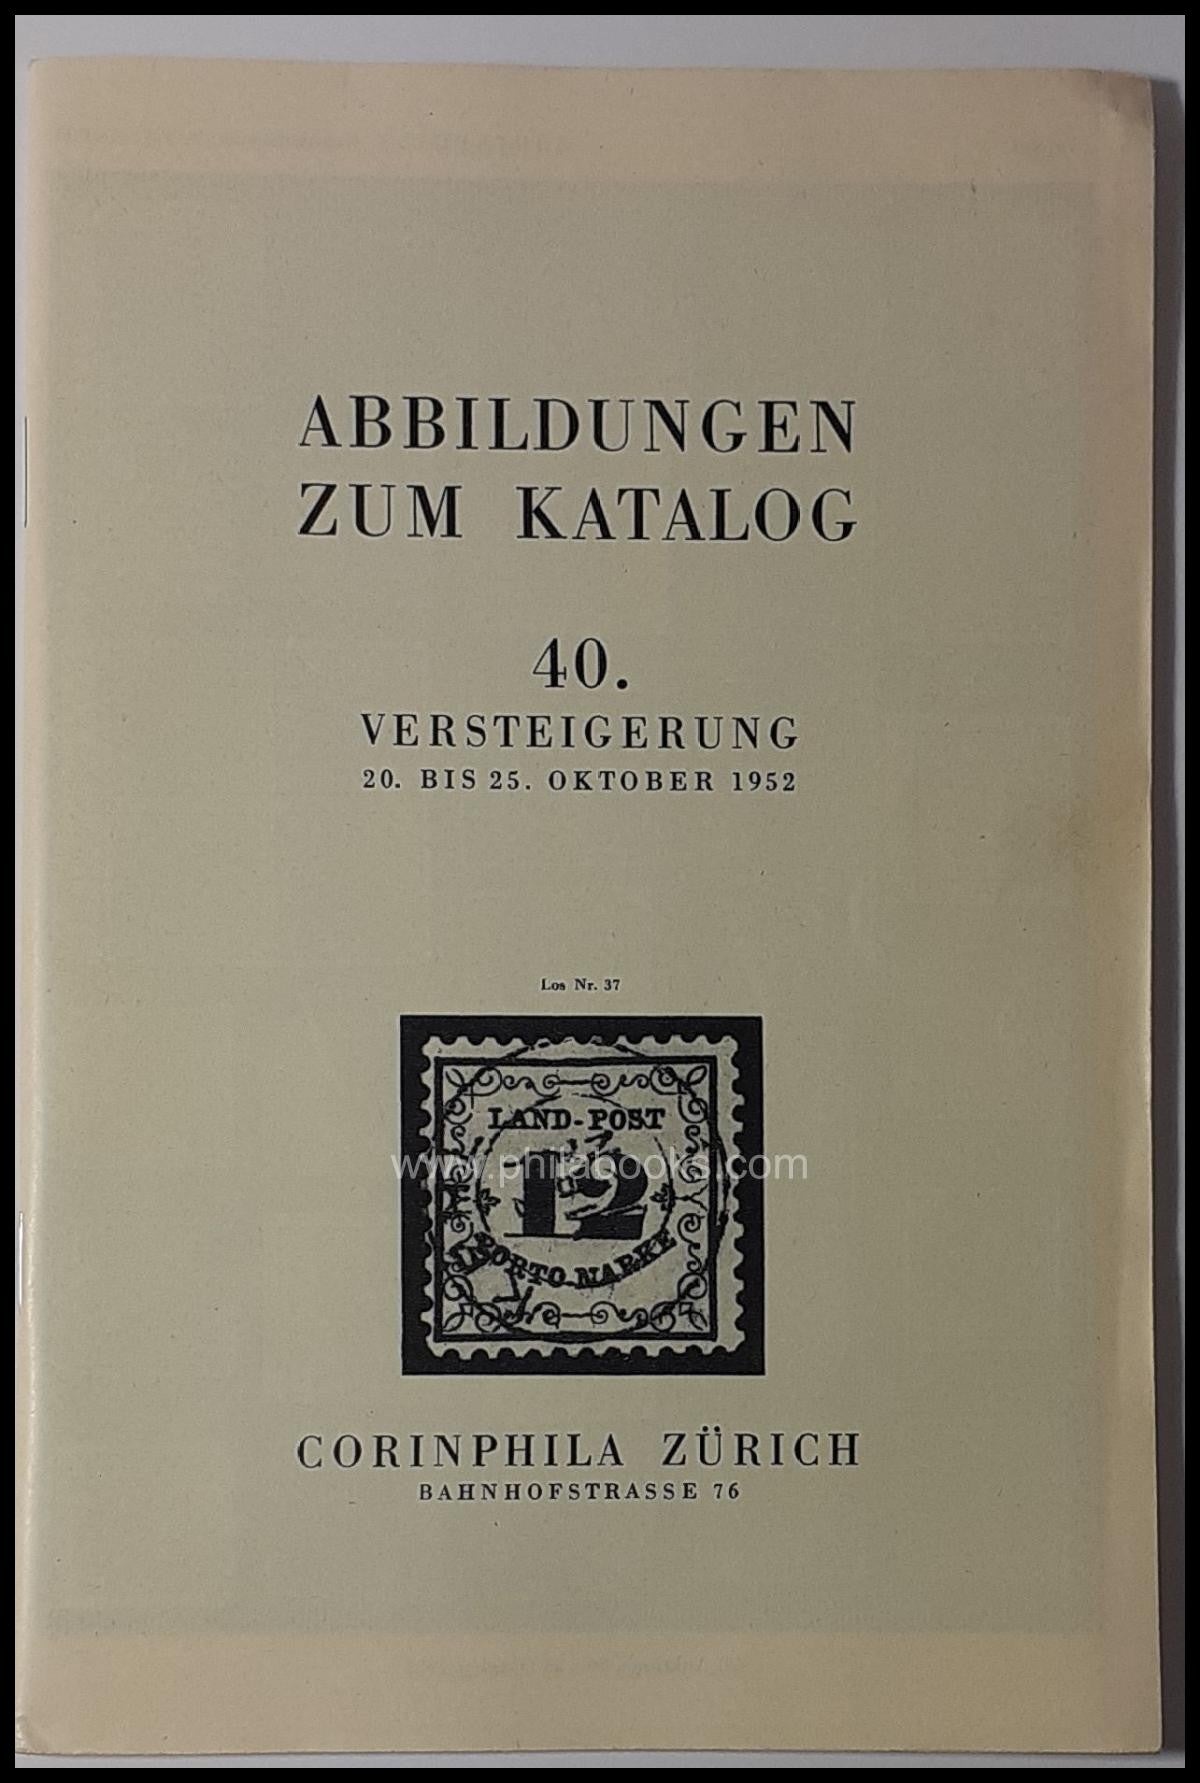 ABBILDUNGEN
ZUM KATALOG
40.
VERSTEIGERUNG
20. BIS 25. OKTOBER 1952
Los Nr. 37
LAND-POST
12
PORTO-MARKE
www.philabooks.com
CORINPHILA ZÜRICH
BAHNHOFSTRASSE 76